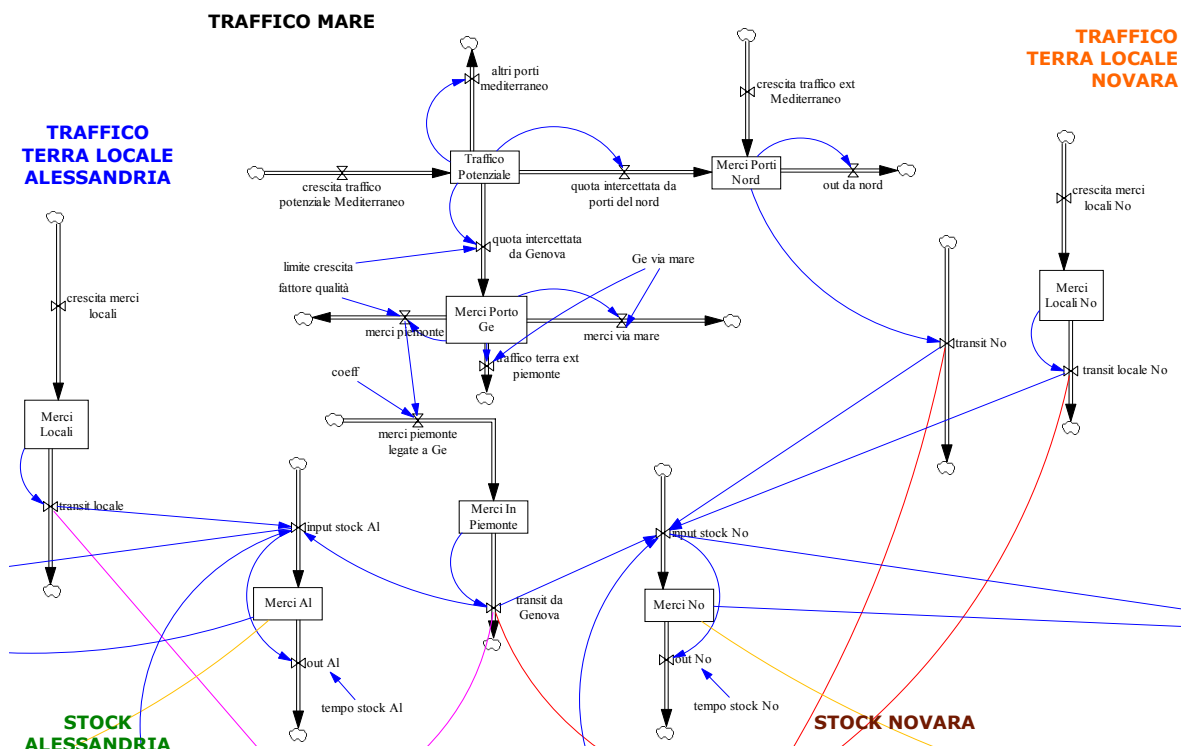 TRAFFICO MARE
TRAFFICO
TERRA LOCALE
NOVARA
TRAFFICO
TERRA LOCALE
ALESSANDRIA
altri porti
mediterraneo
crescita traffico ext
Mediterraneo
Traffico
Potenziale
Merci Porti
Nord
crescita traffico
potenziale Mediterraneo
quota intercettata da
porti del nord
out da nord
crescita merci
locali No
quota intercettata
da Genova
limite crescita
Ge via mare
fattore qualità
crescita merci
locali
Merci
Locali No
Merci Porto
Ge
merci piemonte
merci via mare
traffico terra ext
piemonte
transit No
transit locale No
coeff
Merci
Locali
merci piemonte
legate a Ge
transit locale
input stock Al
Merci In
Piemonte
input stock No
Merci Al
transit da
Genova
Merci No
out Al
out No
tempo stock Al
tempo stock No
STOCK
ALESSANDRIA
STOCK NOVARA